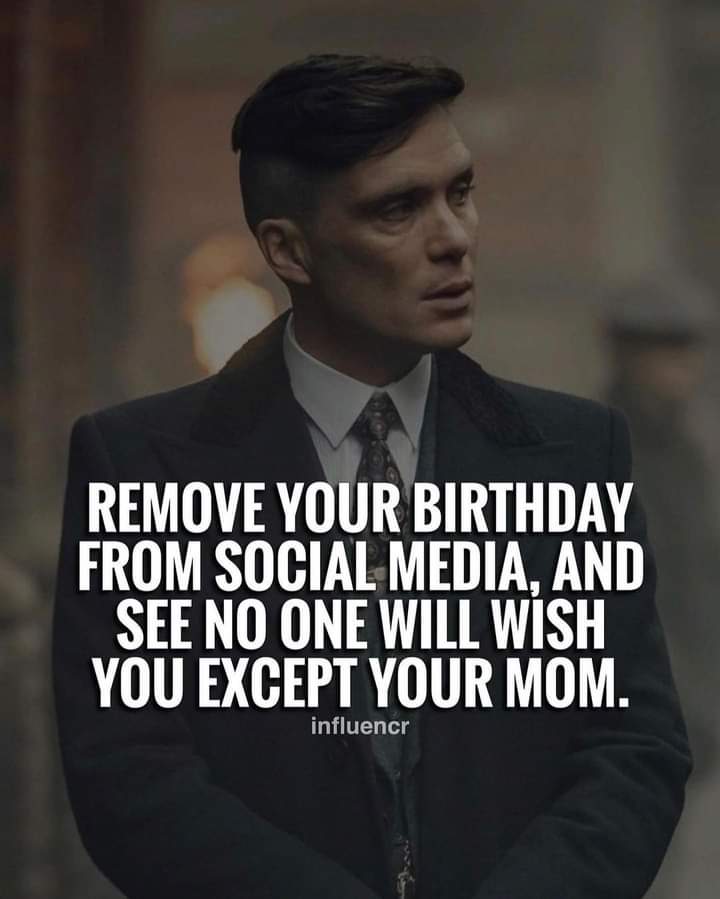 REMOVE YOUR BIRTHDAY
FROM SOCIAL MEDIA, AND
SEE NO ONE WILL WISH
YOU EXCEPT YOUR MOM.
influencr